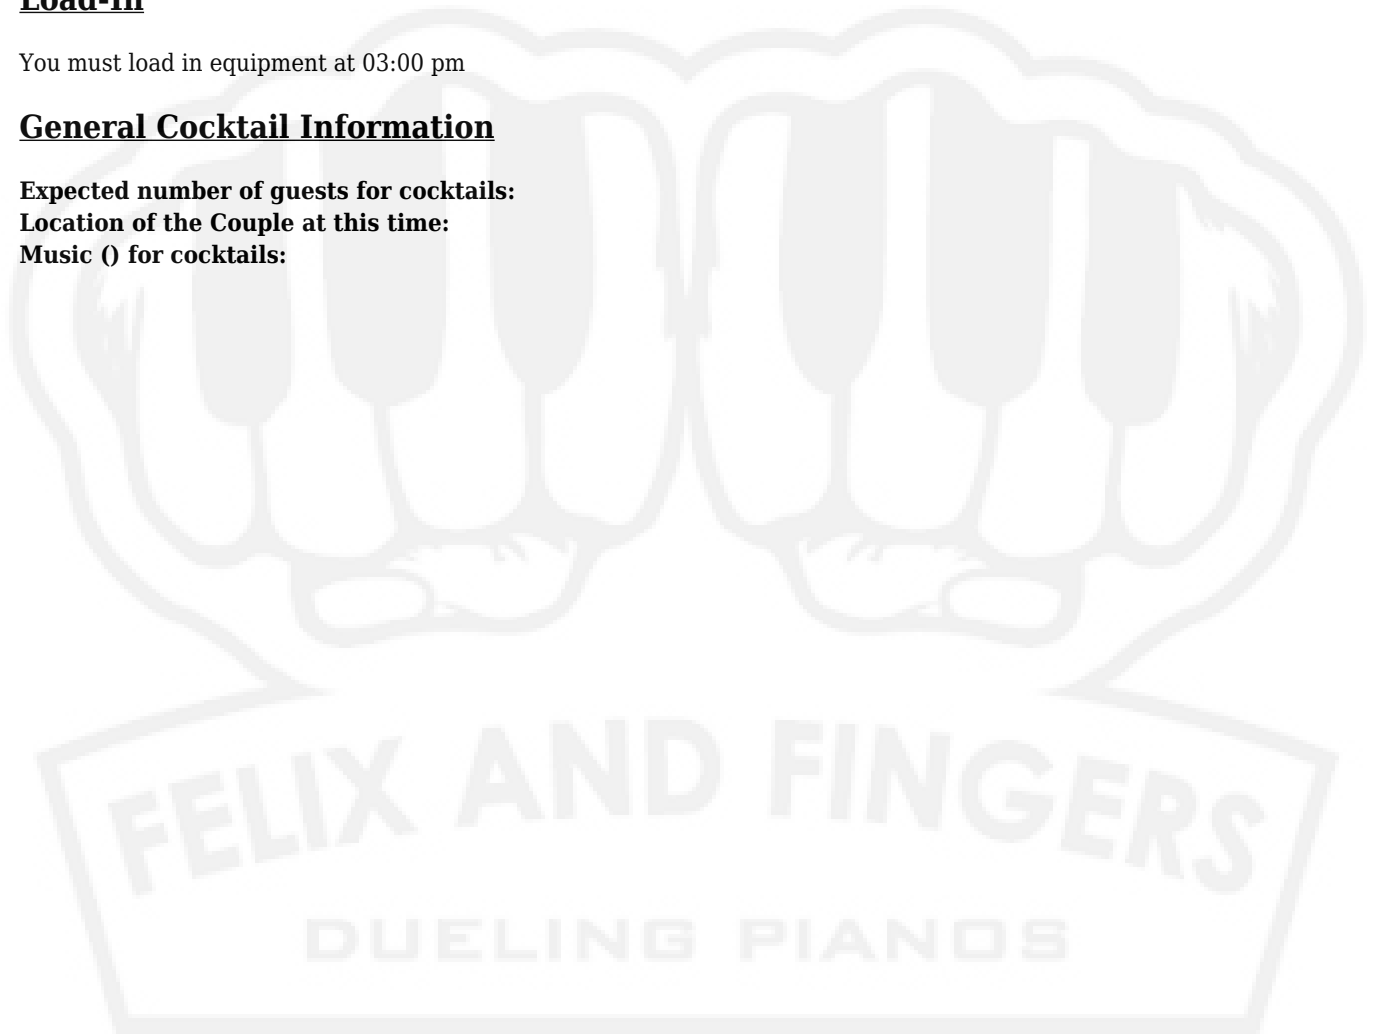 Load-In
You must load in equipment at 03:00 pm
General Cocktail Information
Expected number of guests for cocktails:
Location of the Couple at this time:
Music () for cocktails:
FELIX AND FINGERS
DUELING PIANOS